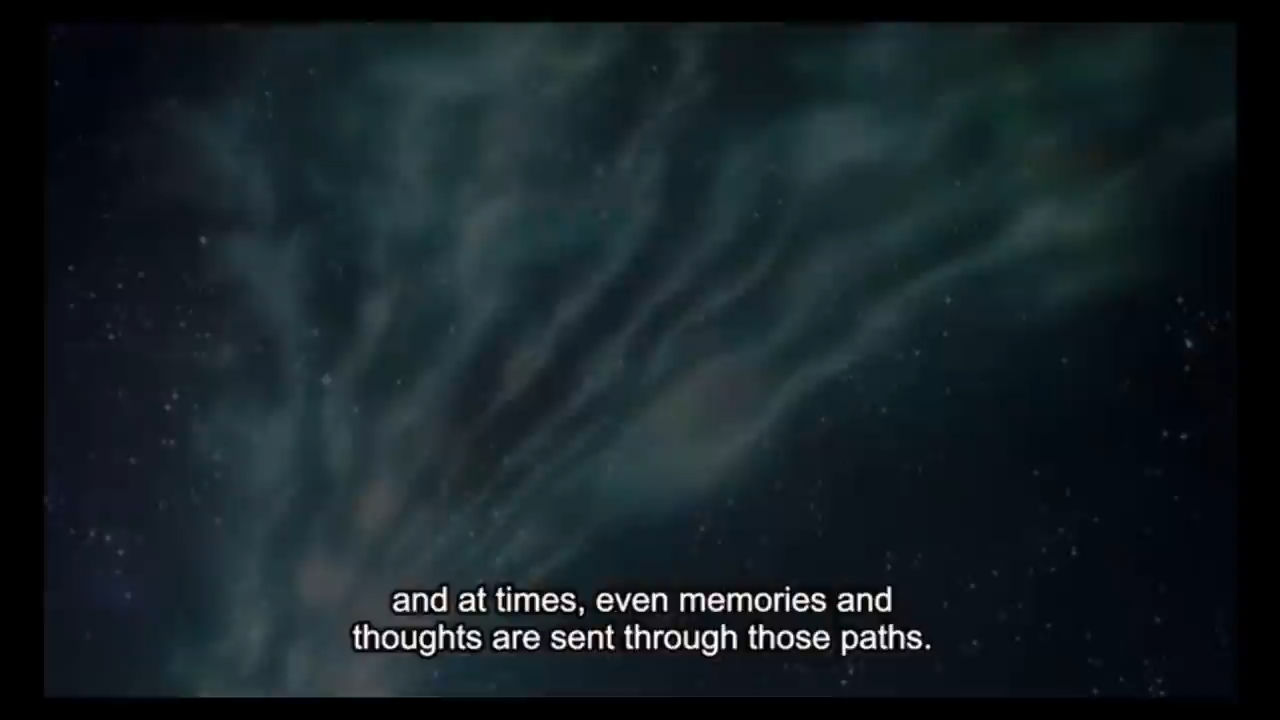 and at times, even memories and
thoughts are sent through those paths.